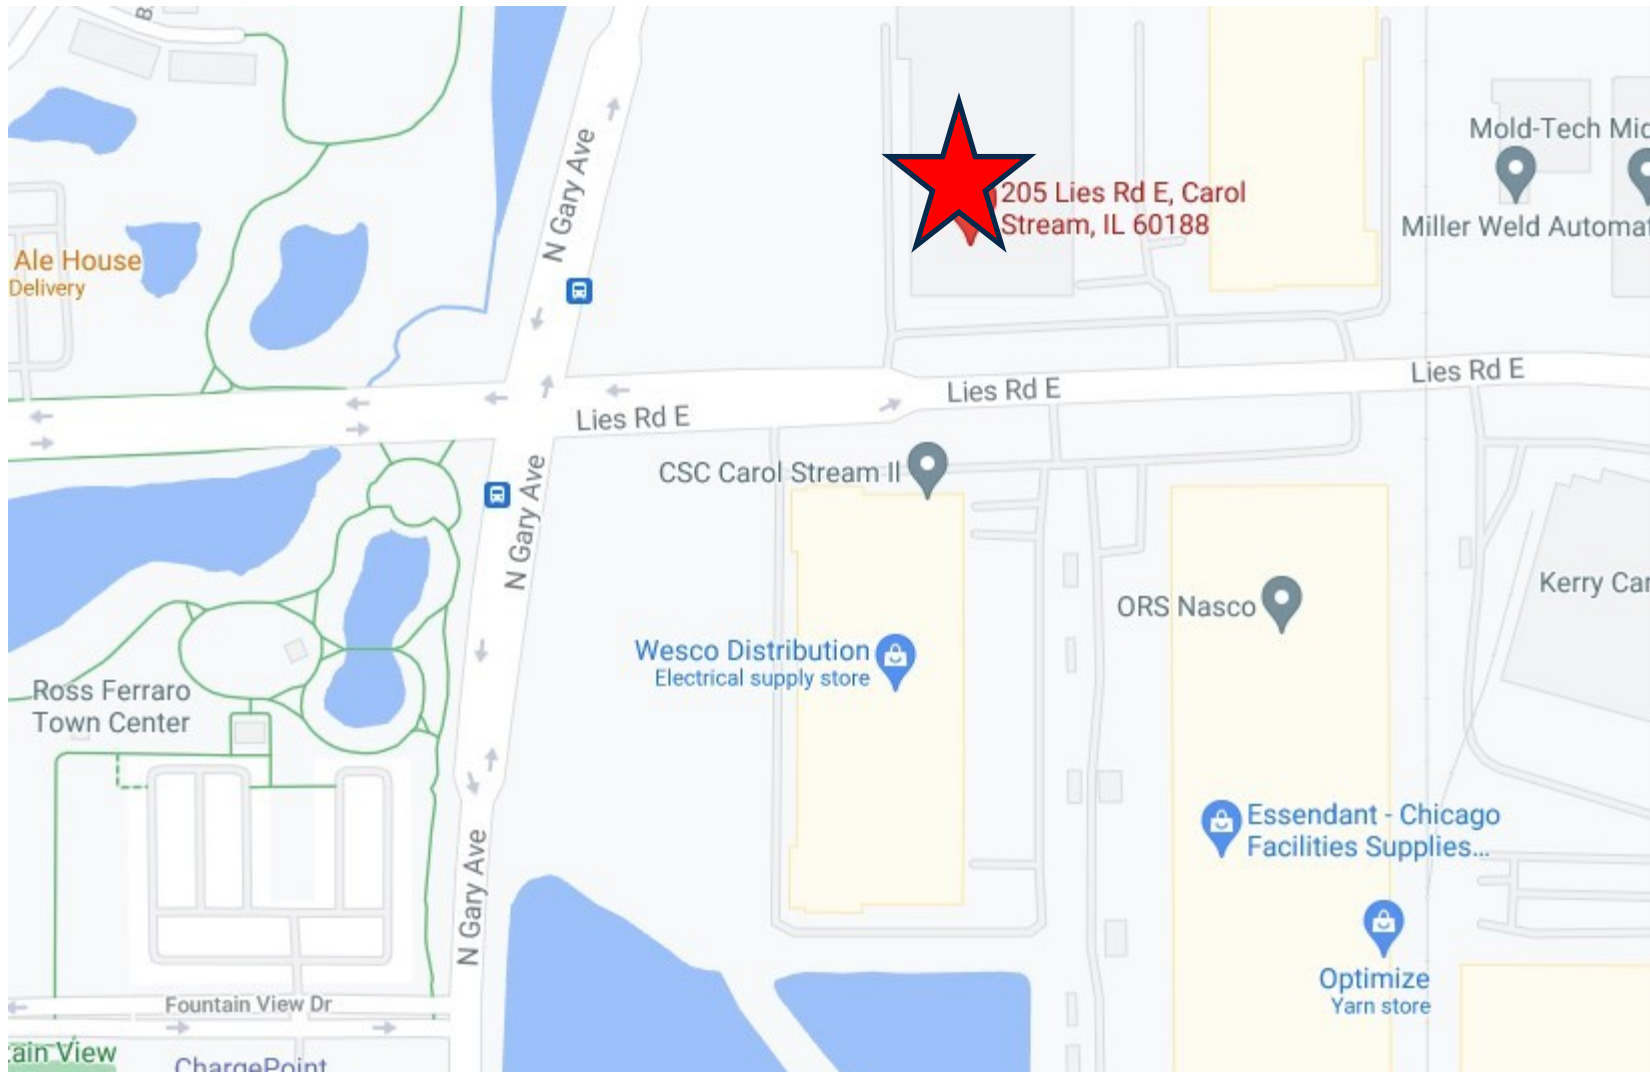 B
N Gary Ave
Mold-Tech Mid
205 Lies Rd E, Carol
Stream, IL 60188
Miller Weld Automat
Ale House
Delivery
Lies Rd E
Lies Rd E
Lies Rd E
N Gary Ave
CSC Carol Stream Il
Kerry Car
ORS Nasco
Wesco Distribution
Electrical supply store
Ross Ferraro
Town Center
Essendant - Chicago
Facilities Supplies...
N Gary Ave
Optimize
Yarn store
Fountain View Dr
ain View
ChargePoint